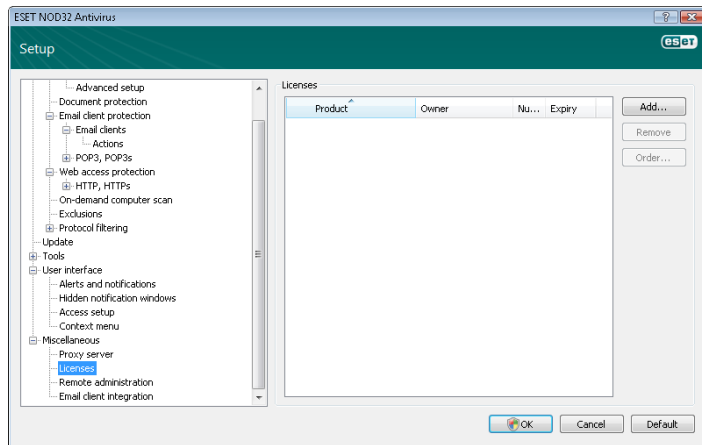 ESET NOD32 Antivirus
Setup
eseT
Advanced setup
Document protection
Email client protection
Email clients
Actions
POP3, POP3s
Web access protection
HTTP, HTTPs
On-demand computer scan
Exclusions
Protocol filtering
Update
Tools
User interface
Alerts and notifications
Hidden notification windows
Access setup
Context menu
Miscellaneous
Proxy server
Licenses
Remote administration
Email client integration
Licenses
Product Owner Nu... Expiry
Add...
Remove
Order...
OK Cancel Default